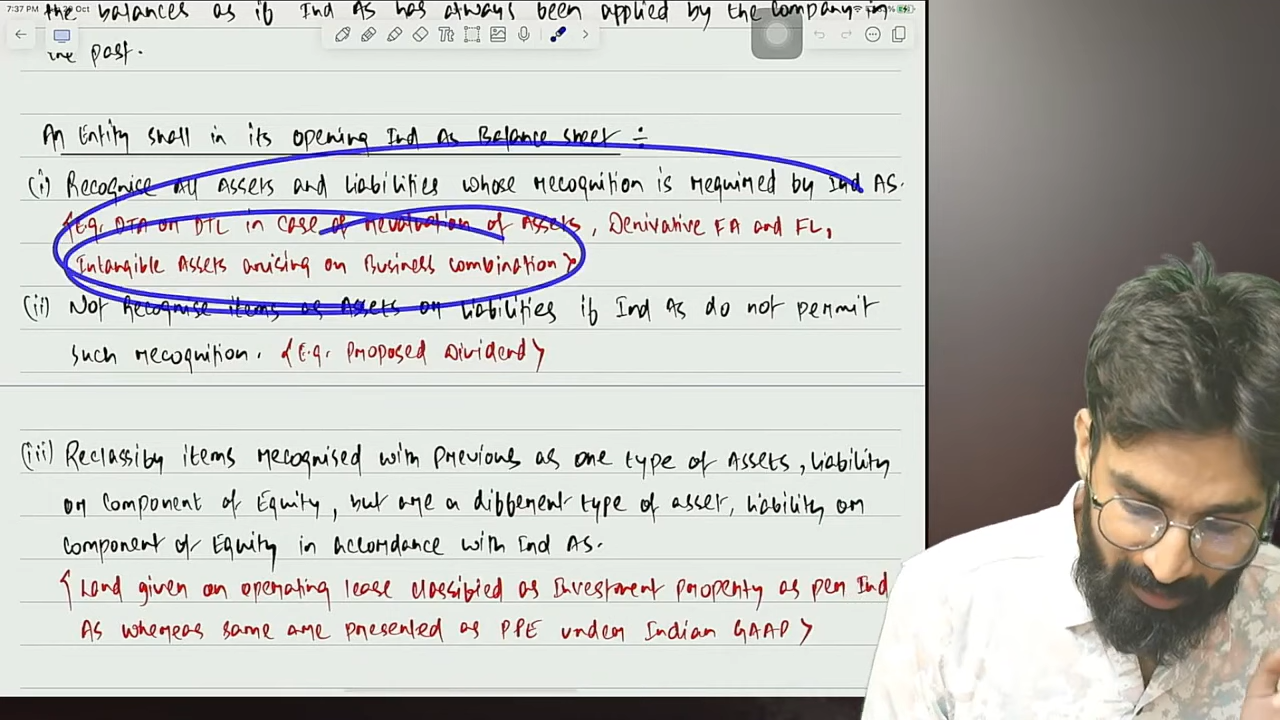 7:37 PM Oct
the balances as if Ind As has always been applied by the company in
the past.
An Entity shall in its opening Ind As Balance sheet ÷
(i) Recognise All Assets and Liabilities whose recognition is required by Ind AS.
{Eg. DTA or DTL in case of revaluation of Assets, Derivative FA and FL,
Intangible Assets arising on Business combination}
(ii) Not Recognise items as Assets or Liabilities if Ind As do not permit
such recognition. {E.g. Proposed Dividend}
(iii) Reclassify items recognised with previous as one type of Assets, liability
or component of Equity, but are a different type of asset, liability or
component of Equity in accordance with Ind AS.
{Land given on operating lease classified as Investment property as per Ind
As whereas same are presented as PPE under Indian GAAP}